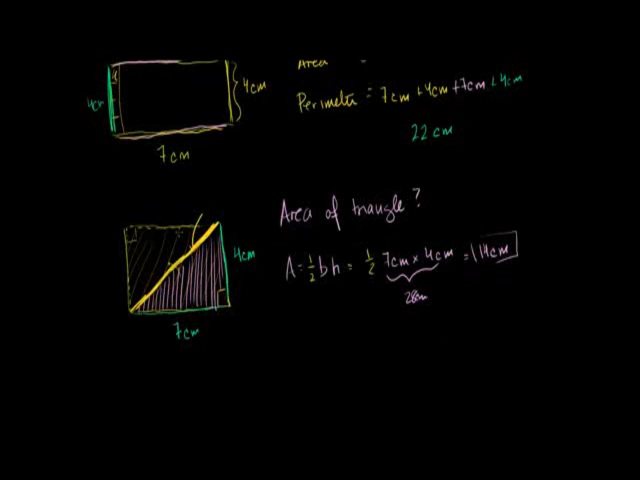 Area =
4cm
4cm
Perimeter = 7cm + 4cm + 7cm + 4cm
7cm
22 cm
Area of triangle?
4cm
A = 1/2 bh = 1/2 7cm × 4cm = 14cm
28cm
7cm